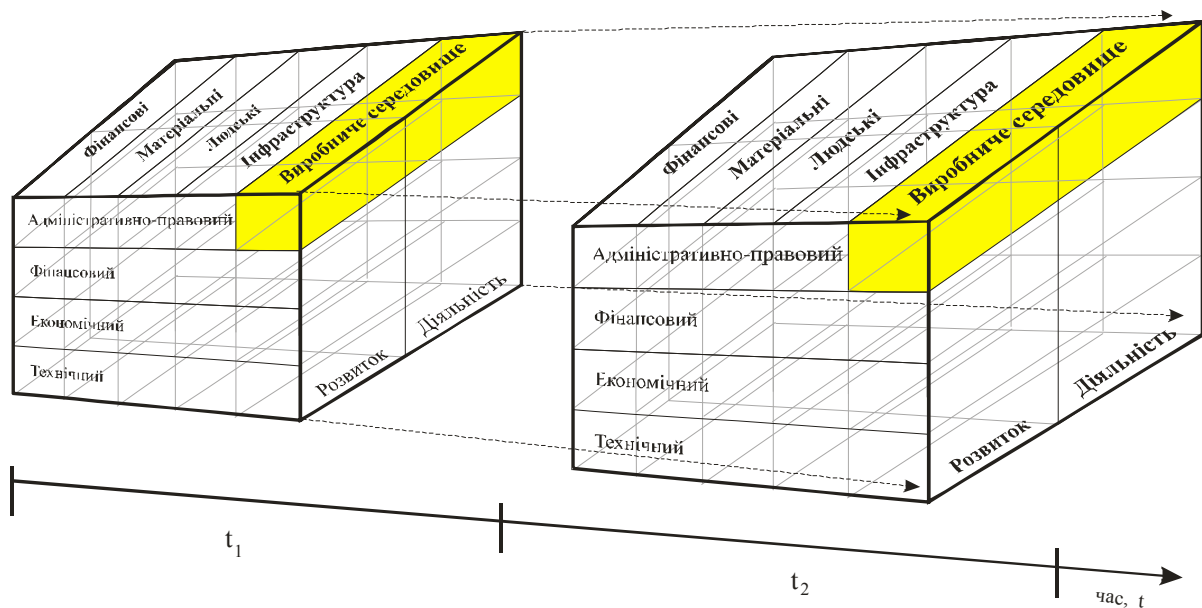 Фінансові
Матеріальні
Людські
Інфраструктура
Виробниче середовище
Адміністративно-правовий
Фінансовий
Економічний
Технічний
Розвиток
Діяльність
Фінансові
Матеріальні
Людські
Інфраструктура
Виробниче середовище
Адміністративно-правовий
Фінансовий
Економічний
Технічний
Розвиток
Діяльність
t₁
t₂
час, t